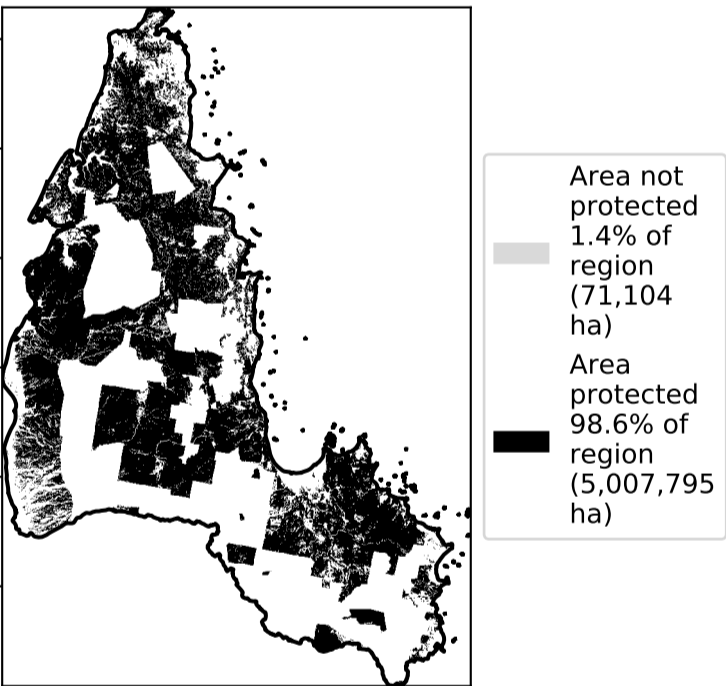 Area not
protected
1.4% of
region
(71,104
ha)
Area
protected
98.6% of
region
(5,007,795
ha)